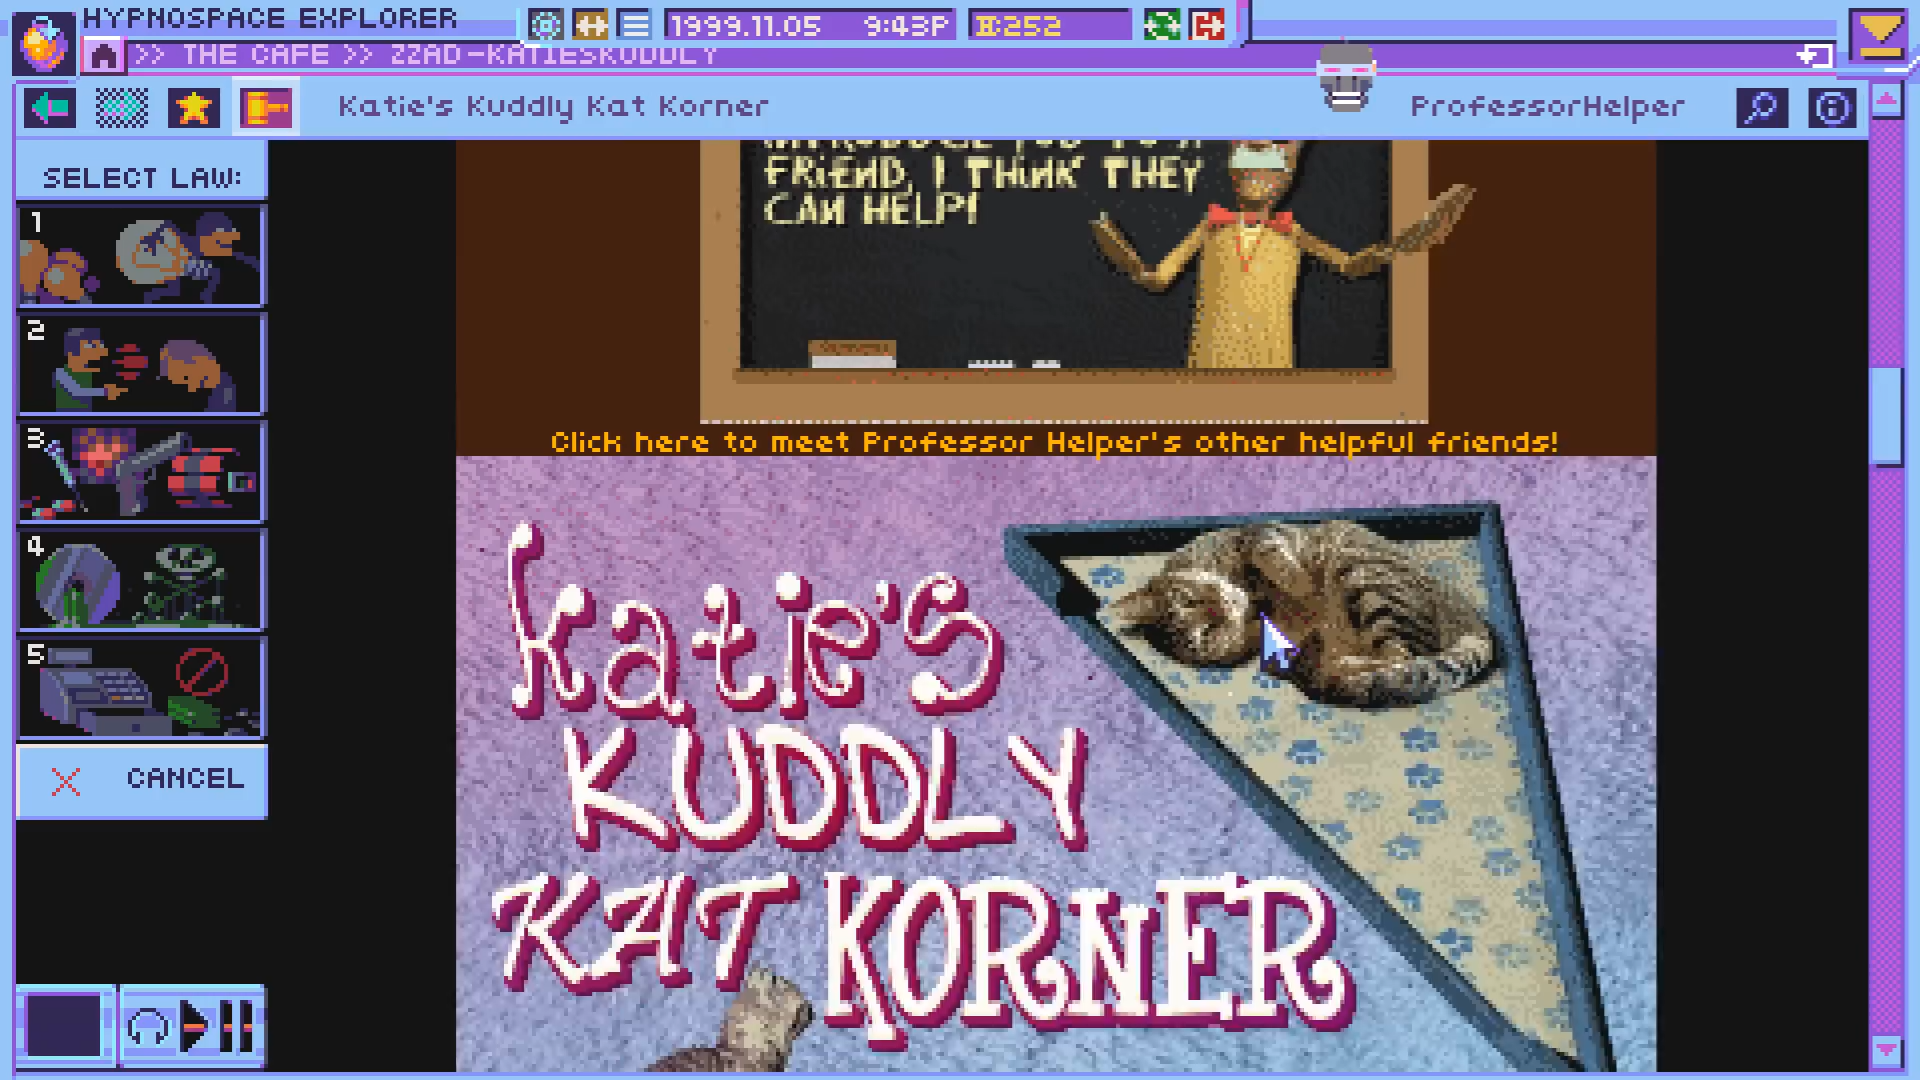 HYPNOSPACE EXPLORER
1999.11.05 9:43P
252
>> THE CAFE >> ZZAD-KATIESKUDDLY
Katie's Kuddly Kat Korner
ProfessorHelper
SELECT LAW:
1
2
3
4
5
CANCEL
FRIEND, I THINK THEY
CAN HELP!
Click here to meet Professor Helper's other helpful friends!
Katie's
KUDDLY
KAT KORNER